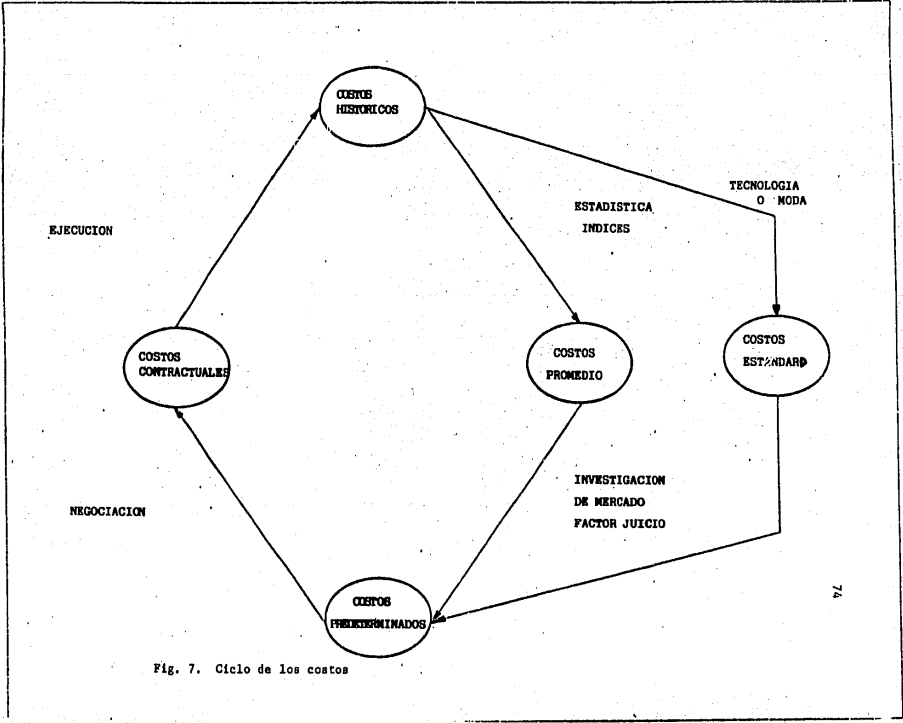 COSTOS
HISTORICOS
TECNOLOGIA
O MODA
ESTADISTICA
INDICES
EJECUCION
COSTOS
CONTRACTUALES
COSTOS
PROMEDIO
COSTOS
ESTANDARD
INVESTIGACION
DE MERCADO
FACTOR JUICIO
NEGOCIACION
COSTOS
PREDETERMINADOS
74
Fig. 7. Ciclo de los costos